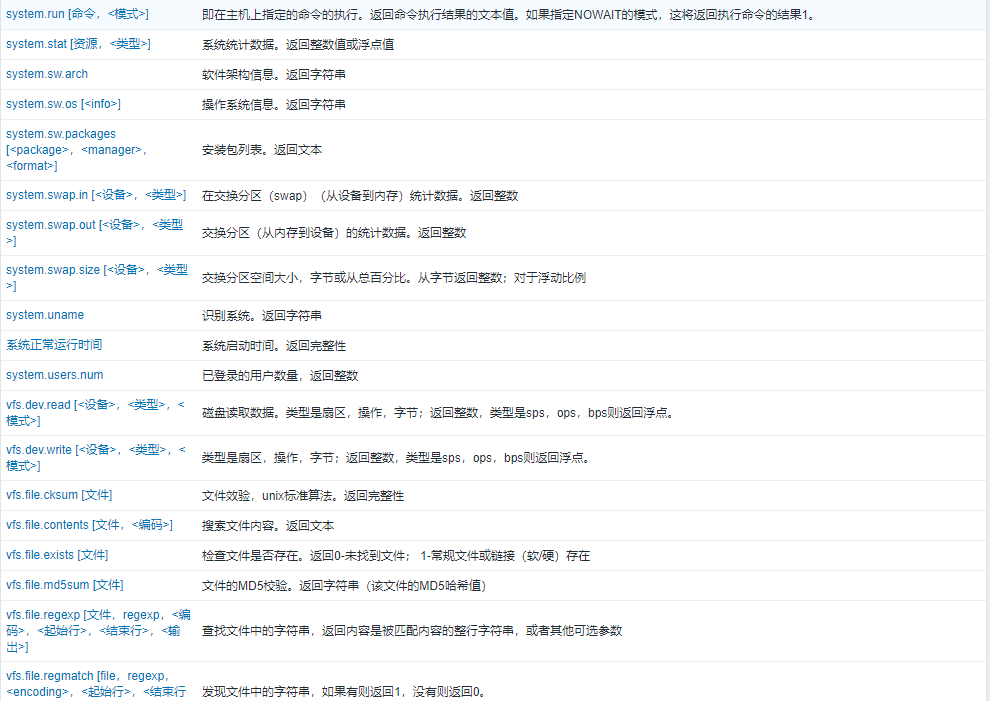 system.run [命令，<模式>]
即在主机上指定的命令的执行。返回命令执行结果的文本值。如果指定NOWAIT的模式，这将返回执行命令的结果1。
system.stat [资源，<类型>]
系统统计数据。返回整数值或浮点值
system.sw.arch
软件架构信息。返回字符串
system.sw.os [<info>]
操作系统信息。返回字符串
system.sw.packages
[<package>，<manager>，
<format>]
安装包列表。返回文本
system.swap.in [<设备>，<类型>]
在交换分区（swap）（从设备到内存）统计数据。返回整数
system.swap.out [<设备>，<类型
>]
交换分区（从内存到设备）的统计数据。返回整数
system.swap.size [<设备>，<类型
>]
交换分区空间大小，字节或从总百分比。从字节返回整数；对于浮动比例
system.uname
识别系统。返回字符串
系统正常运行时间
系统启动时间。返回完整性
system.users.num
已登录的用户数量，返回整数
vfs.dev.read [<设备>，<类型>，<
模式>]
磁盘读取数据。类型是扇区，操作，字节；返回整数，类型是sps，ops，bps则返回浮点。
vfs.dev.write [<设备>，<类型>，<
模式>]
类型是扇区，操作，字节；返回整数，类型是sps，ops，bps则返回浮点。
vfs.file.cksum [文件]
文件效验，unix标准算法。返回完整性
vfs.file.contents [文件，<编码>]
搜索文件内容。返回文本
vfs.file.exists [文件]
检查文件是否存在。返回0-未找到文件； 1-常规文件或链接（软/硬）存在
vfs.file.md5sum [文件]
文件的MD5校验。返回字符串（该文件的MD5哈希值）
vfs.file.regexp [文件，regexp，<编
码>，<起始行>，<结束行>，<输
出>]
查找文件中的字符串，返回内容是被匹配内容的整行字符串，或者其他可选参数
vfs.file.regmatch [file，regexp，
<encoding>，<起始行>，<结束行
发现文件中的字符串，如果有则返回1，没有则返回0。